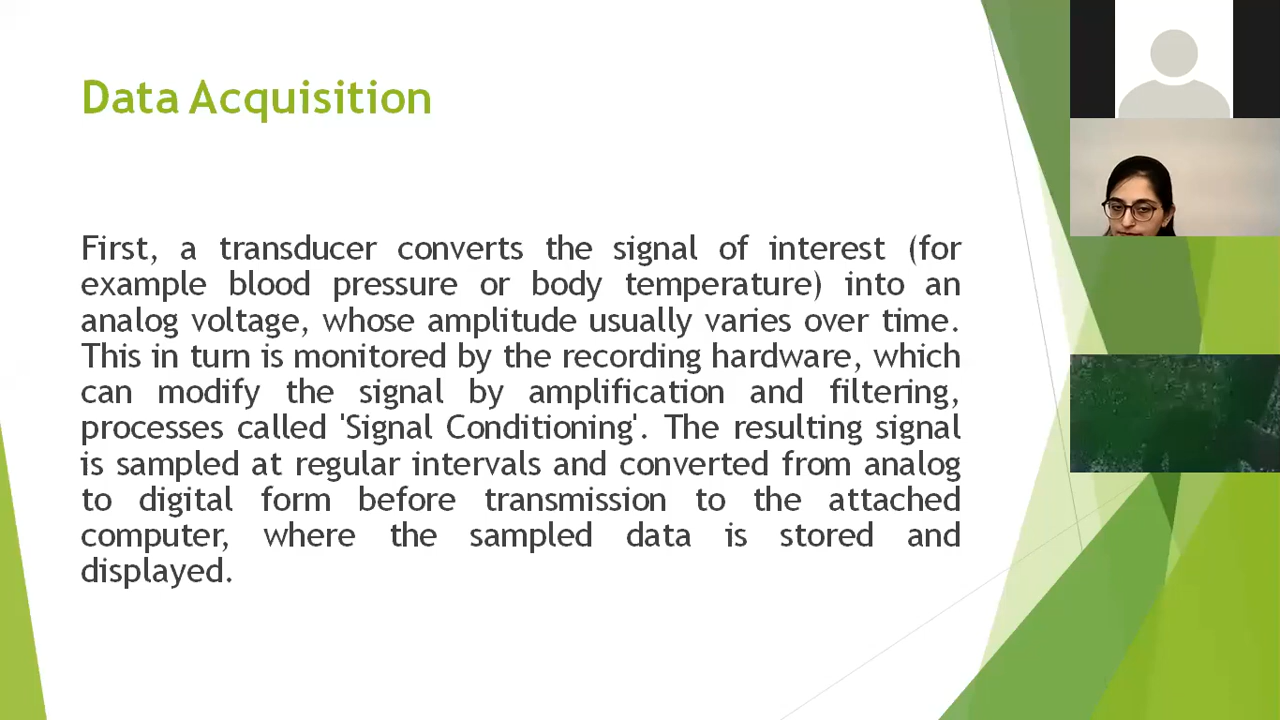 Data Acquisition
First, a transducer converts the signal of interest (for
example blood pressure or body temperature) into an
analog voltage, whose amplitude usually varies over time.
This in turn is monitored by the recording hardware, which
can modify the signal by amplification and filtering,
processes called 'Signal Conditioning'. The resulting signal
is sampled at regular intervals and converted from analog
to digital form before transmission to the attached
computer, where the sampled data is stored and
displayed.